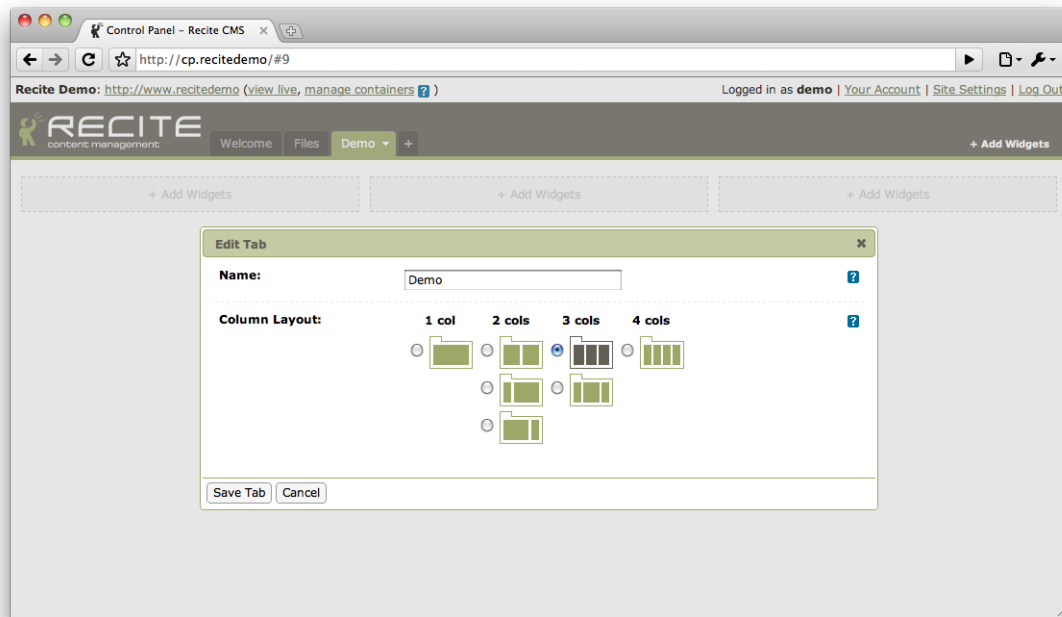 Control Panel – Recite CMS
http://cp.recitedemo/#9
Recite Demo: http://www.recitedemo (view live, manage containers ? )
Logged in as demo | Your Account | Site Settings | Log Out
RECITE
content management
Welcome
Files
Demo
+
+ Add Widgets
+ Add Widgets
+ Add Widgets
+ Add Widgets
Edit Tab
Name:
Demo
?
Column Layout:
1 col
2 cols
3 cols
4 cols
?
Save Tab
Cancel